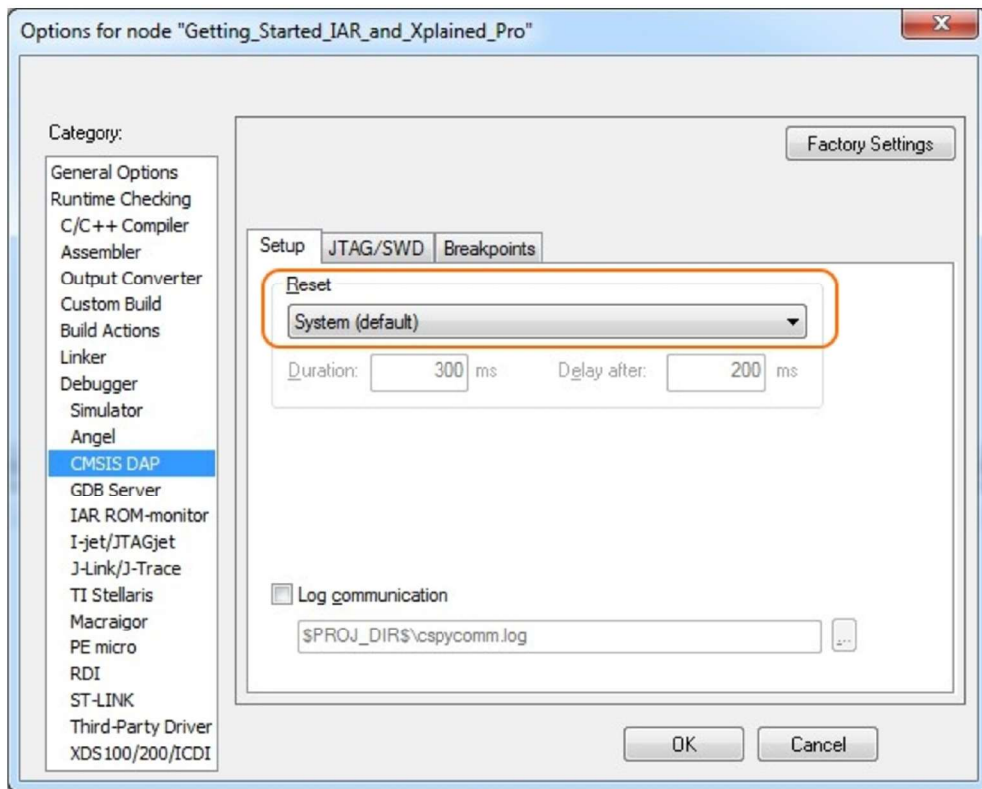 Options for node "Getting_Started_IAR_and_Xplained_Pro"
Category:
Factory Settings
General Options
Runtime Checking
C/C++ Compiler
Assembler
Output Converter
Custom Build
Build Actions
Linker
Debugger
Simulator
Angel
CMSIS DAP
GDB Server
IAR ROM-monitor
I-jet/JTAGjet
J-Link/J-Trace
TI Stellaris
Macraigor
PE micro
RDI
ST-LINK
Third-Party Driver
XDS100/200/ICDI
Setup JTAG/SWD Breakpoints
Reset
System (default)
Duration: 300 ms Delay after: 200 ms
Log communication
$PROJ_DIR$\cspycomm.log ...
OK Cancel